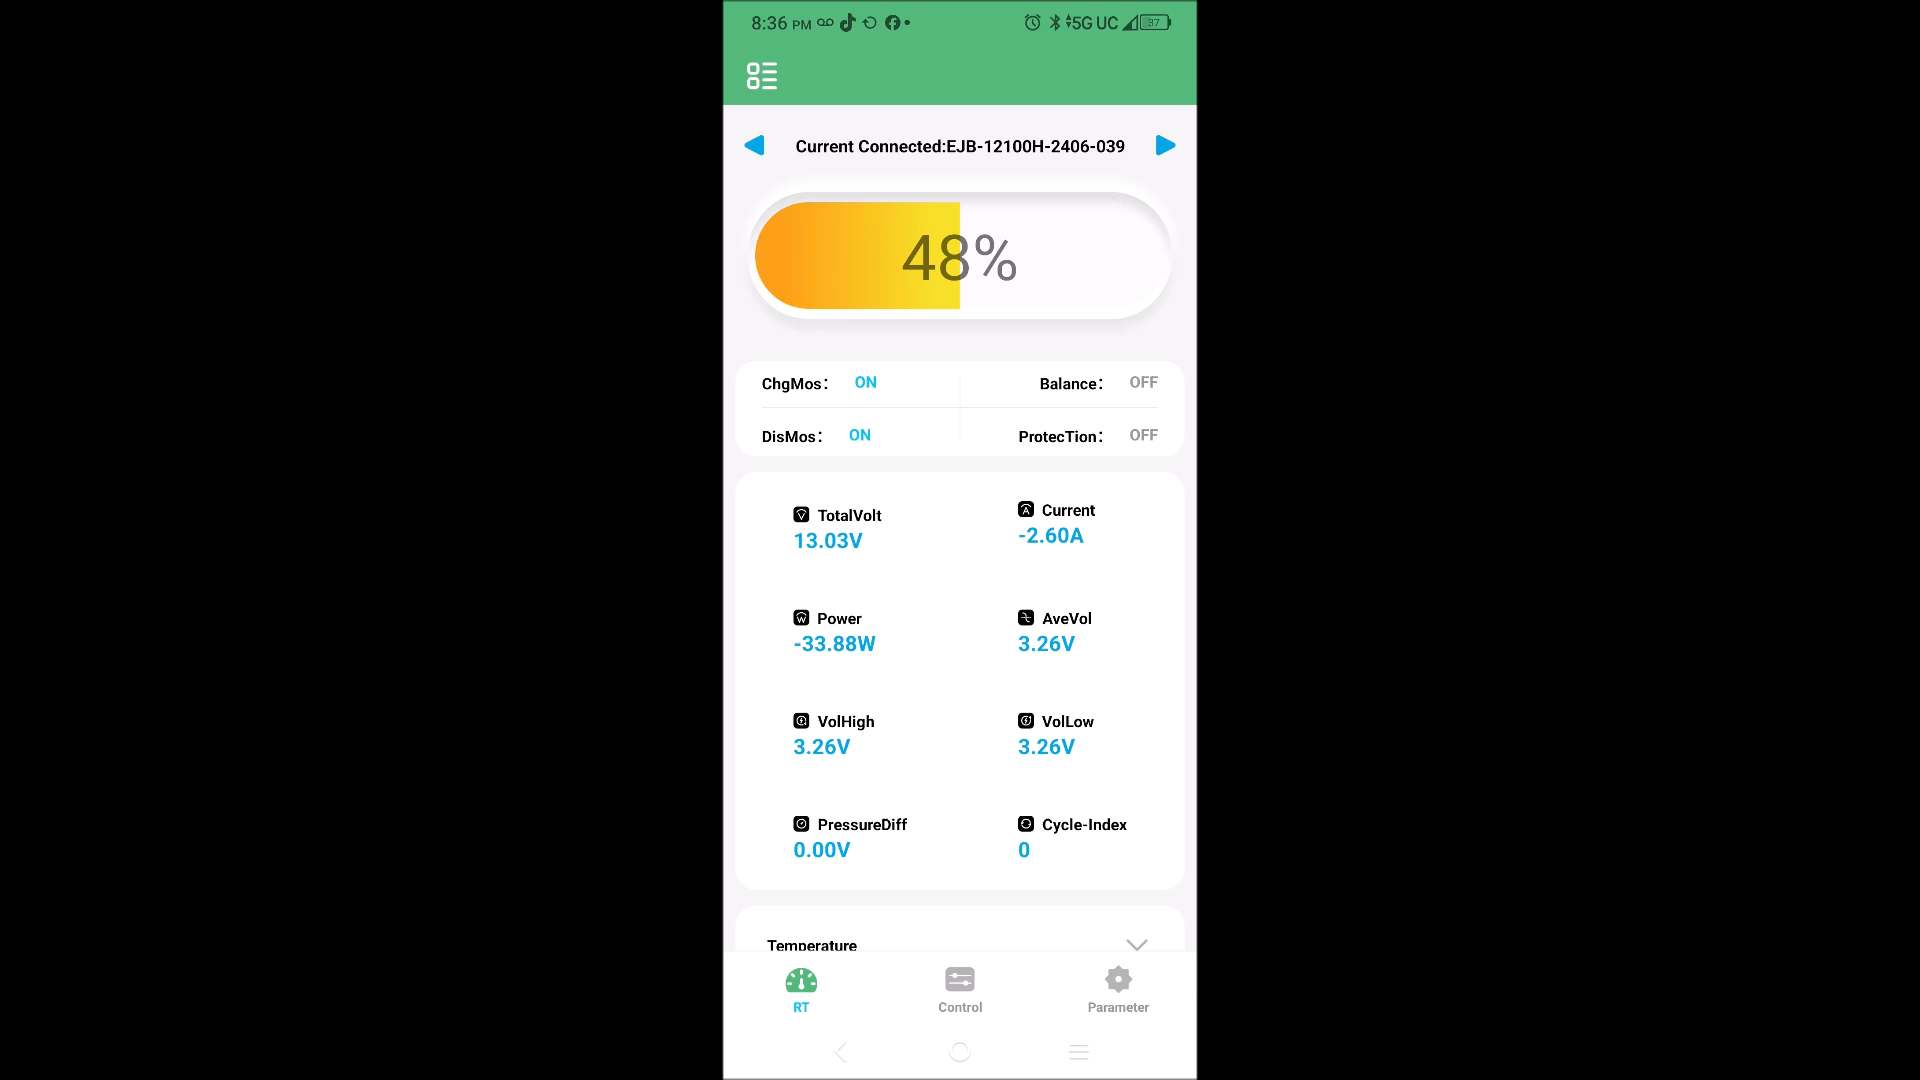 8:36 PM 5G UC 37
Current Connected:EJB-12100H-2406-039
48%
ChgMos: ON Balance: OFF
DisMos: ON ProtecTion: OFF
TotalVolt Current
13.03V -2.60A
Power AveVol
-33.88W 3.26V
VolHigh VolLow
3.26V 3.26V
PressureDiff Cycle-Index
0.00V 0
Temperature
RT Control Parameter